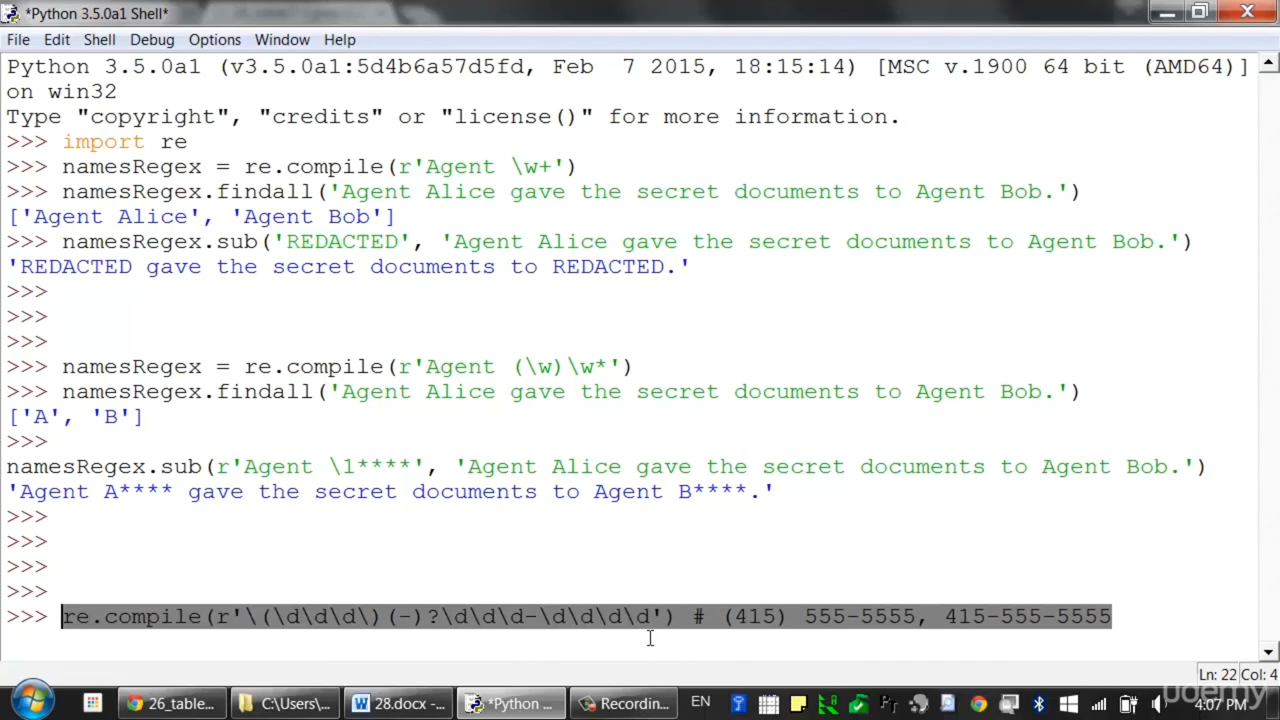 *Python 3.5.0a1 Shell*
File Edit Shell Debug Options Window Help
Python 3.5.0a1 (v3.5.0a1:5d4b6a57d5fd, Feb  7 2015, 18:15:14) [MSC v.1900 64 bit (AMD64)]
on win32
Type "copyright", "credits" or "license()" for more information.
>>> import re
>>> namesRegex = re.compile(r'Agent \w+')
>>> namesRegex.findall('Agent Alice gave the secret documents to Agent Bob.')
['Agent Alice', 'Agent Bob']
>>> namesRegex.sub('REDACTED', 'Agent Alice gave the secret documents to Agent Bob.')
'REDACTED gave the secret documents to REDACTED.'
>>>
>>>
>>>
>>> namesRegex = re.compile(r'Agent (\w)\w*')
>>> namesRegex.findall('Agent Alice gave the secret documents to Agent Bob.')
['A', 'B']
>>>
namesRegex.sub(r'Agent \1****', 'Agent Alice gave the secret documents to Agent Bob.')
'Agent A**** gave the secret documents to Agent B****.'
>>>
>>>
>>>
>>>
>>> re.compile(r'\(\d\d\d\)(-)?\d\d\d-\d\d\d\d') # (415) 555-5555, 415-555-5555
Ln: 22 Col: 4
26_table... C:\Users\... 28.docx -... *Python ... Recordin... EN 4:07 PM
udemy